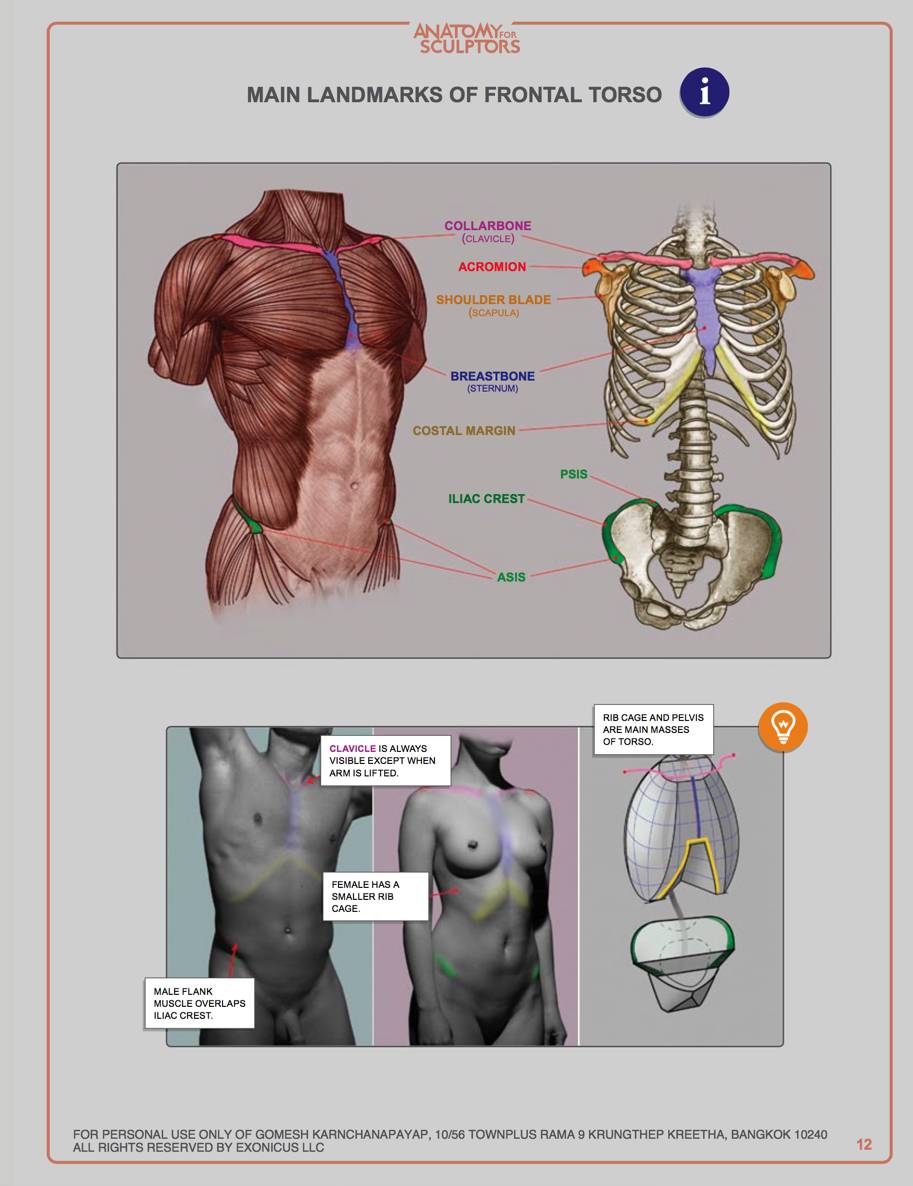 ANATOMY FOR
SCULPTORS
MAIN LANDMARKS OF FRONTAL TORSO
i
COLLARBONE
(CLAVICLE)
ACROMION
SHOULDER BLADE
(SCAPULA)
BREASTBONE
(STERNUM)
COSTAL MARGIN
PSIS
ILIAC CREST
ASIS
RIB CAGE AND PELVIS
ARE MAIN MASSES
OF TORSO.
CLAVICLE IS ALWAYS
VISIBLE EXCEPT WHEN
ARM IS LIFTED.
FEMALE HAS A
SMALLER RIB
CAGE.
MALE FLANK
MUSCLE OVERLAPS
ILIAC CREST.
FOR PERSONAL USE ONLY OF GOMESH KARNCHANAPAYAP, 10/56 TOWNPLUS RAMA 9 KRUNGTHEP KREETHA, BANGKOK 10240
ALL RIGHTS RESERVED BY EXONICUS LLC
12